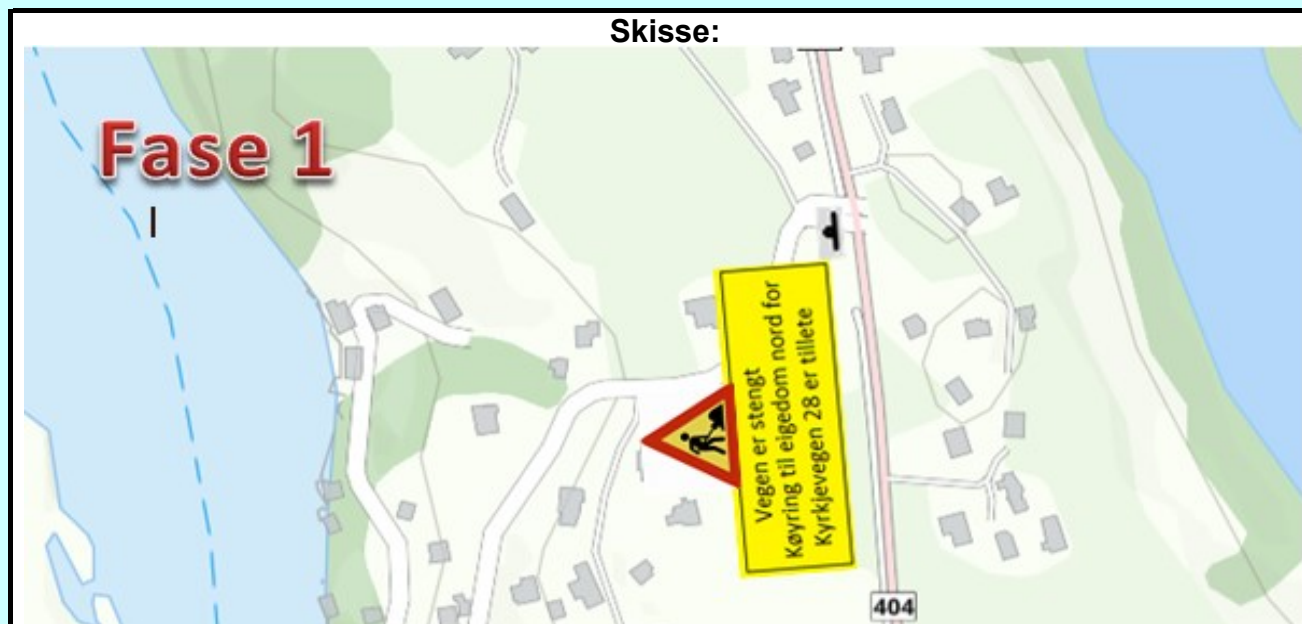 Skisse:
Fase 1
Vegen er stengt
Køyring til eigedom nord for
Kyrkjevegen 28 er tillete
404